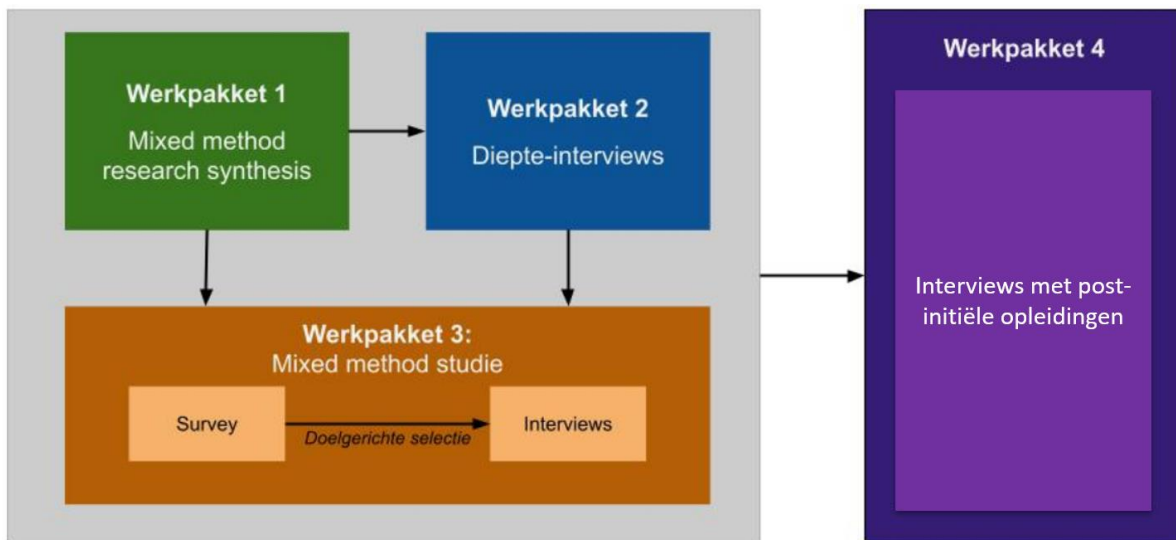 Werkpakket 1
Mixed method
research synthesis
Werkpakket 2
Diepte-interviews
Werkpakket 3:
Mixed method studie
Survey
Doelgerichte selectie
Interviews
Werkpakket 4
Interviews met post-
initiële opleidingen